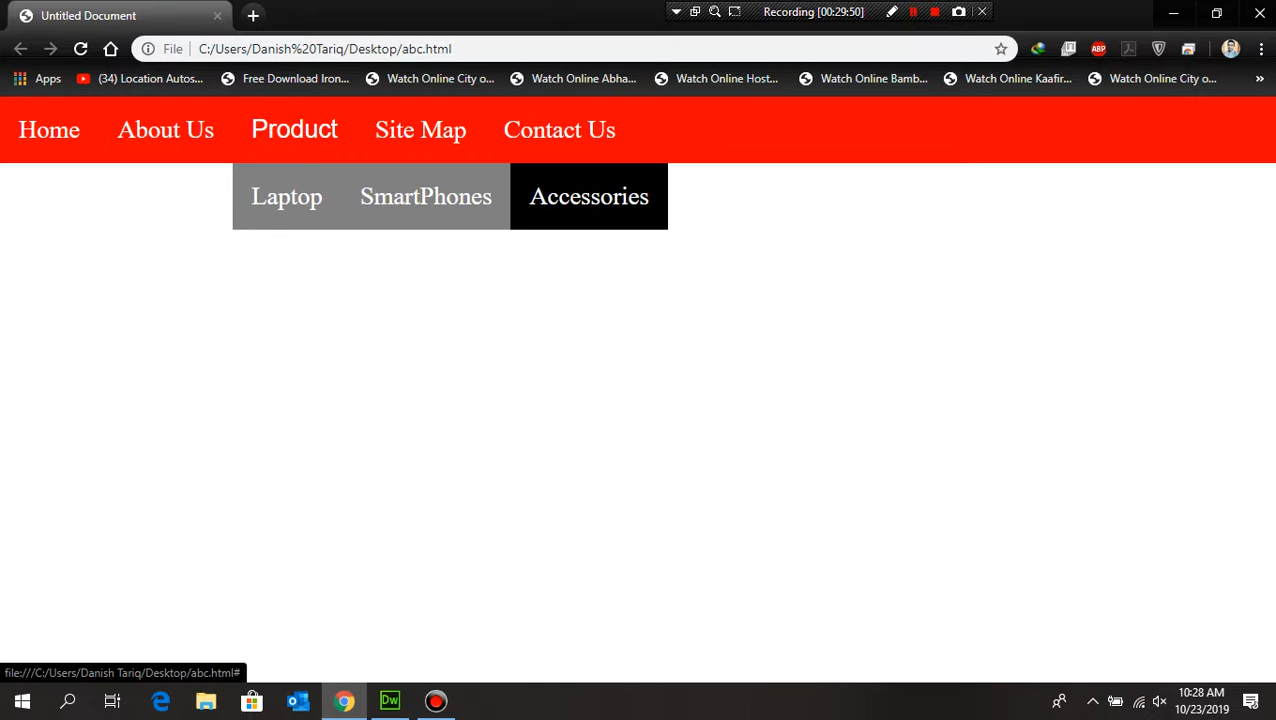 Untitled Document
Recording [00:29:50]
File C:/Users/Danish%20Tariq/Desktop/abc.html
ABP
Apps (34) Location Autos... Free Download Iron... Watch Online City o... Watch Online Abha... Watch Online Host... Watch Online Bamb... Watch Online Kaafir... Watch Online City o... »
Home About Us Product Site Map Contact Us
Laptop SmartPhones Accessories
file:///C:/Users/Danish Tariq/Desktop/abc.html#
Dw
10:28 AM
10/23/2019